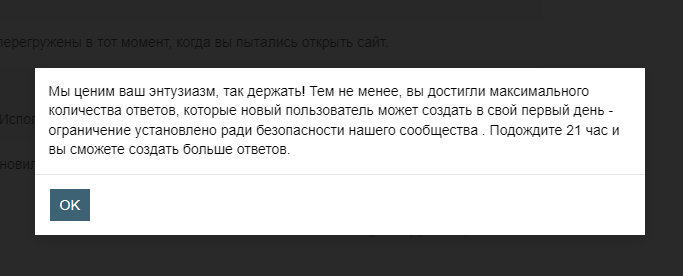 перегружены в тот момент, когда вы пытались открыть сайт
Мы ценим ваш энтузиазм, так держать! Тем не менее, вы достигли максимального
количества ответов, которые новый пользователь может создать в свой первый день -
ограничение установлено ради безопасности нашего сообщества . Подождите 21 час и
вы сможете создать больше ответов.
OK